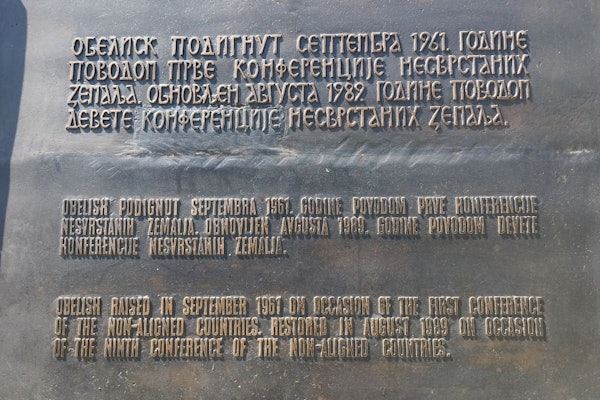 ОБЕЛИСК ПОДИГНУТ СЕПТЕМБРА 1961. ГОДИНЕ
ПОВОДОМ ПРВЕ КОНФЕРЕНЦИЈЕ НЕСВРСТАНИХ
ЗЕМАЉА. ОБНОВЉЕН АВГУСТА 1989. ГОДИНЕ ПОВОДОМ
ДЕВЕТЕ КОНФЕРЕНЦИЈЕ НЕСВРСТАНИХ ЗЕМАЉА.
OBELISK PODIGNUT SEPTEMBRA 1961. GODINE POVODOM PRVE KONFERENCIJE
NESVRSTANIH ZEMALJA. OBNOVLJEN AVGUSTA 1989. GODINE POVODOM DEVETE
KONFERENCIJE NESVRSTANIH ZEMALJA.
OBELISK RAISED IN SEPTEMBER 1961 ON OCCASION OF THE FIRST CONFERENCE
OF THE NON-ALIGNED COUNTRIES. RESTORED IN AUGUST 1989 ON OCCASION
OF THE NINTH CONFERENCE OF THE NON-ALIGNED COUNTRIES.